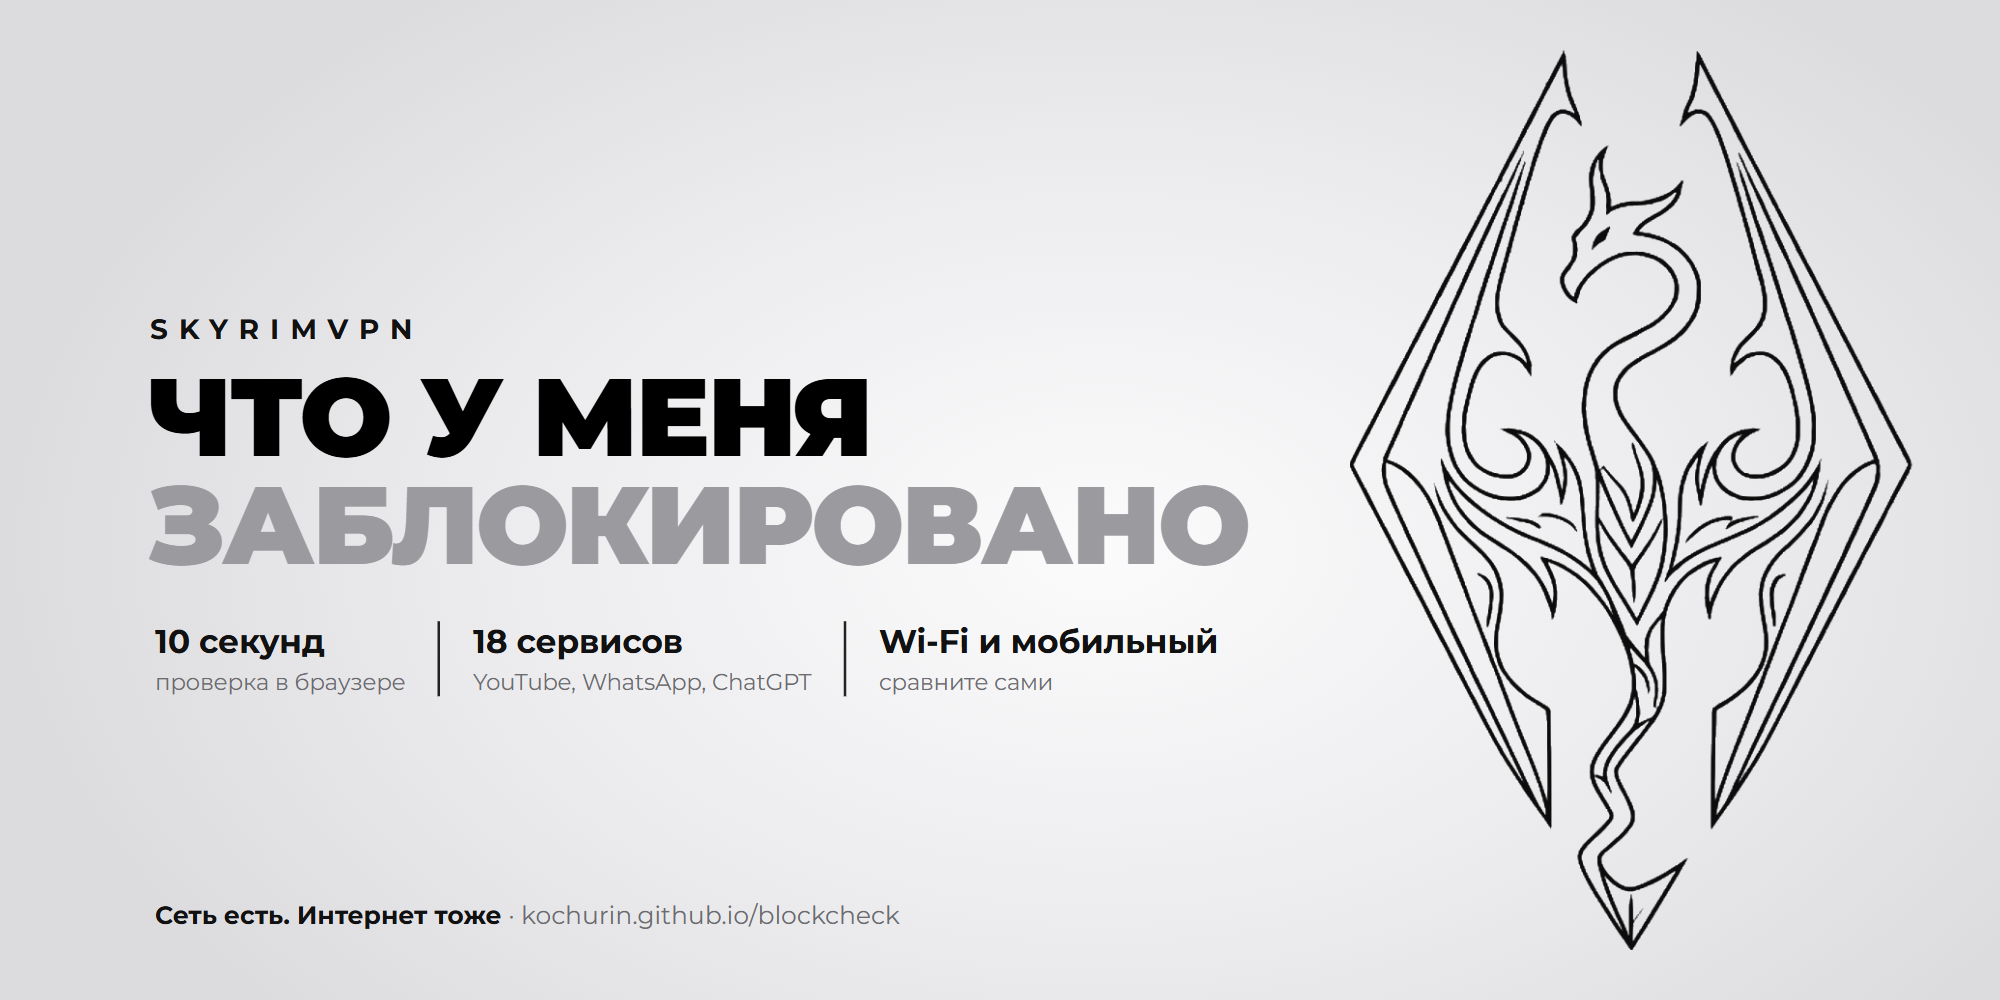 SKYRIMVPN
ЧТО У МЕНЯ
ЗАБЛОКИРОВАНО
10 секунд
проверка в браузере
18 сервисов
YouTube, WhatsApp, ChatGPT
Wi-Fi и мобильный
сравните сами
Сеть есть. Интернет тоже · kochurin.github.io/blockcheck